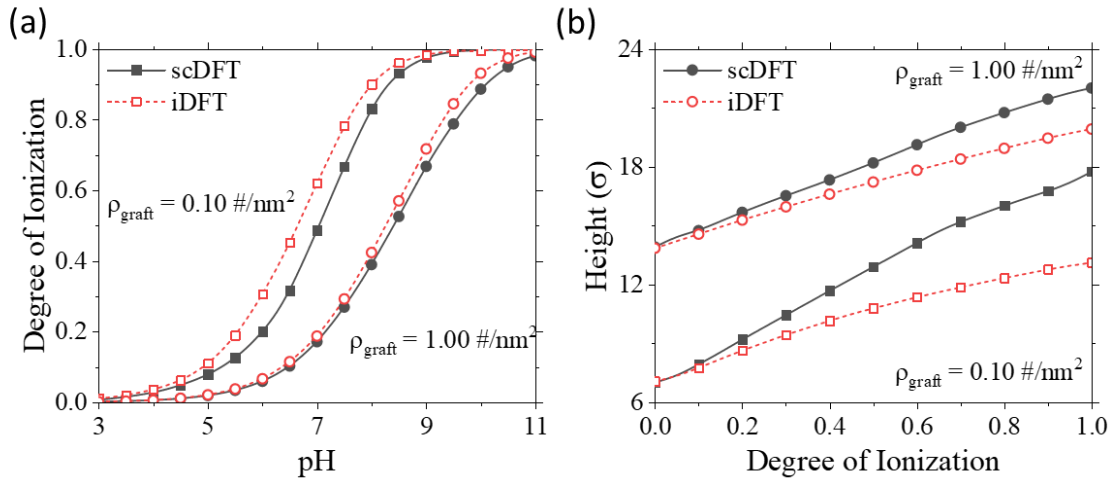 (a)
1.0
0.8
0.6
0.4
0.2
0.0
Degree of Ionization
scDFT
iDFT
ρgraft = 0.10 #/nm²
ρgraft = 1.00 #/nm²
3
5
7
9
11
pH
(b)
24
18
12
6
Height (σ)
scDFT
iDFT
ρgraft = 1.00 #/nm²
ρgraft = 0.10 #/nm²
0.0
0.2
0.4
0.6
0.8
1.0
Degree of Ionization